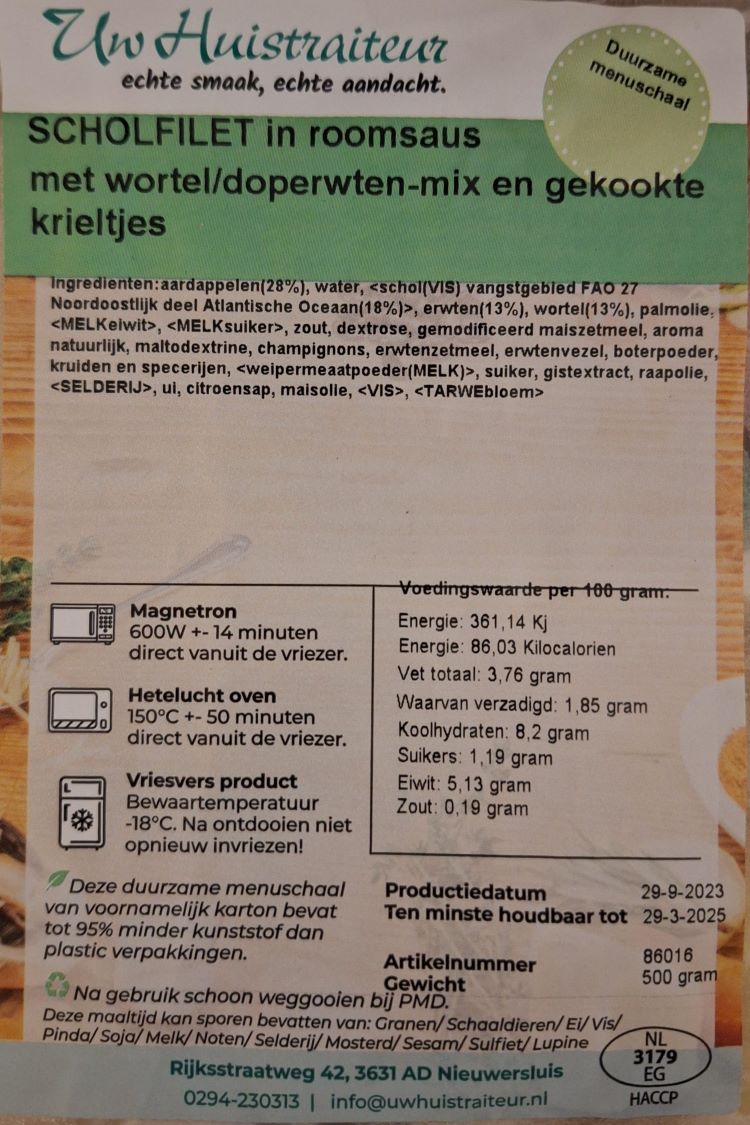 Uw Huistraiteur
echte smaak, echte aandacht.
Duurzame
menuschaal
SCHOLFILET in roomsaus
met wortel/doperwten-mix en gekookte
krieltjes
Ingredienten:aardappelen(28%), water, <schol(VIS) vangstgebied FAO 27
Noordoostlijk deel Atlantische Oceaan(18%)>, erwten(13%), wortel(13%), palmolie,
<MELKeiwit>, <MELKsuiker>, zout, dextrose, gemodificeerd maiszetmeel, aroma
natuurlijk, maltodextrine, champignons, erwtenzetmeel, erwtenvezel, boterpoeder,
kruiden en specerijen, <weipermeaatpoeder(MELK)>, suiker, gistextract, raapolie,
<SELDERIJ>, ui, citroensap, maisolie, <VIS>, <TARWEbloem>
Magnetron
600W +- 14 minuten
direct vanuit de vriezer.
Hetelucht oven
150°C +- 50 minuten
direct vanuit de vriezer.
Vriesvers product
Bewaartemperatuur
-18°C. Na ontdooien niet
opnieuw invriezen!
Voedingswaarde per 100 gram:
Energie: 361,14 Kj
Energie: 86,03 Kilocalorien
Vet totaal: 3,76 gram
Waarvan verzadigd: 1,85 gram
Koolhydraten: 8,2 gram
Suikers: 1,19 gram
Eiwit: 5,13 gram
Zout: 0,19 gram
Deze duurzame menuschaal
van voornamelijk karton bevat
tot 95% minder kunststof dan
plastic verpakkingen.
Productiedatum 29-9-2023
Ten minste houdbaar tot 29-3-2025
Artikelnummer 86016
Gewicht 500 gram
Na gebruik schoon weggooien bij PMD.
Deze maaltijd kan sporen bevatten van: Granen/ Schaaldieren/ Ei/ Vis/
Pinda/ Soja/ Melk/ Noten/ Selderij/ Mosterd/ Sesam/ Sulfiet/ Lupine
NL
3179
EG
HACCP
Rijksstraatweg 42, 3631 AD Nieuwersluis
0294-230313 | info@uwhuistraiteur.nl